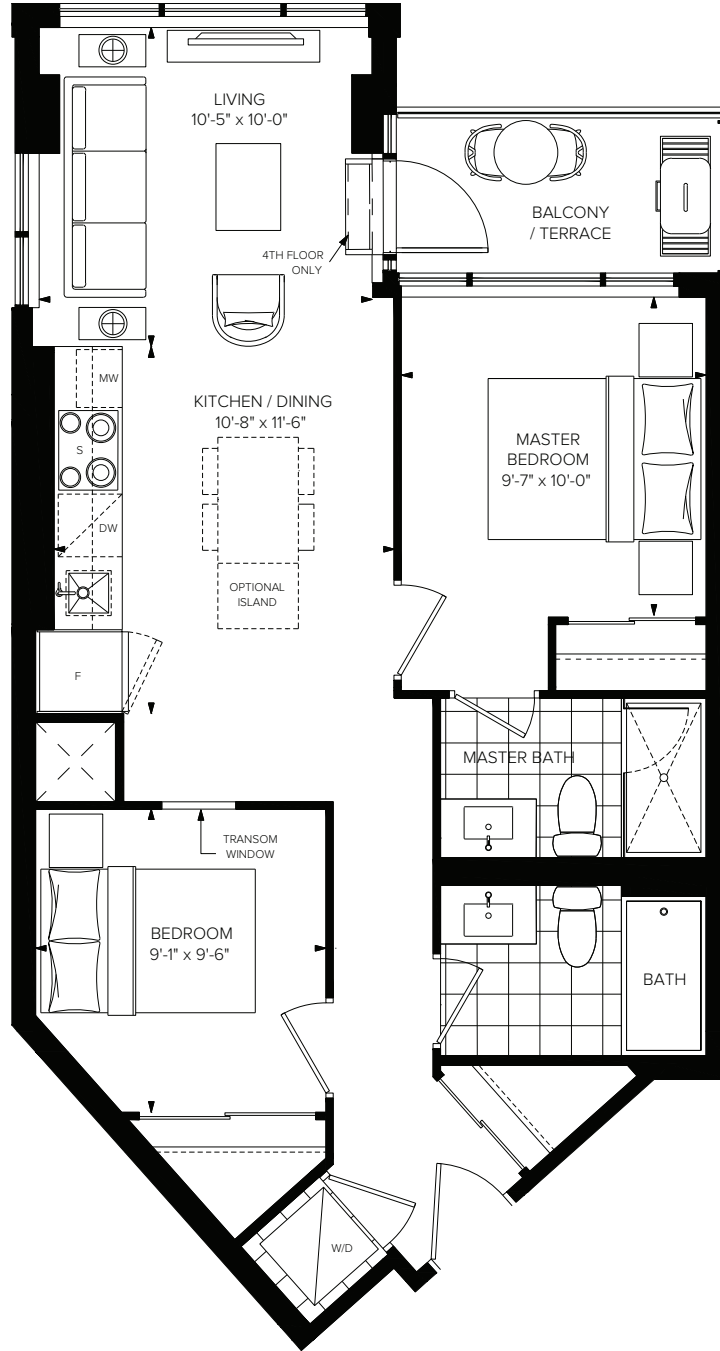 LIVING
10'-5" x 10'-0"
BALCONY
/ TERRACE
4TH FLOOR
ONLY
MW
KITCHEN / DINING
10'-8" x 11'-6"
S
MASTER
BEDROOM
9'-7" x 10'-0"
DW
OPTIONAL
ISLAND
F
MASTER BATH
TRANSOM
WINDOW
BEDROOM
9'-1" x 9'-6"
BATH
W/D